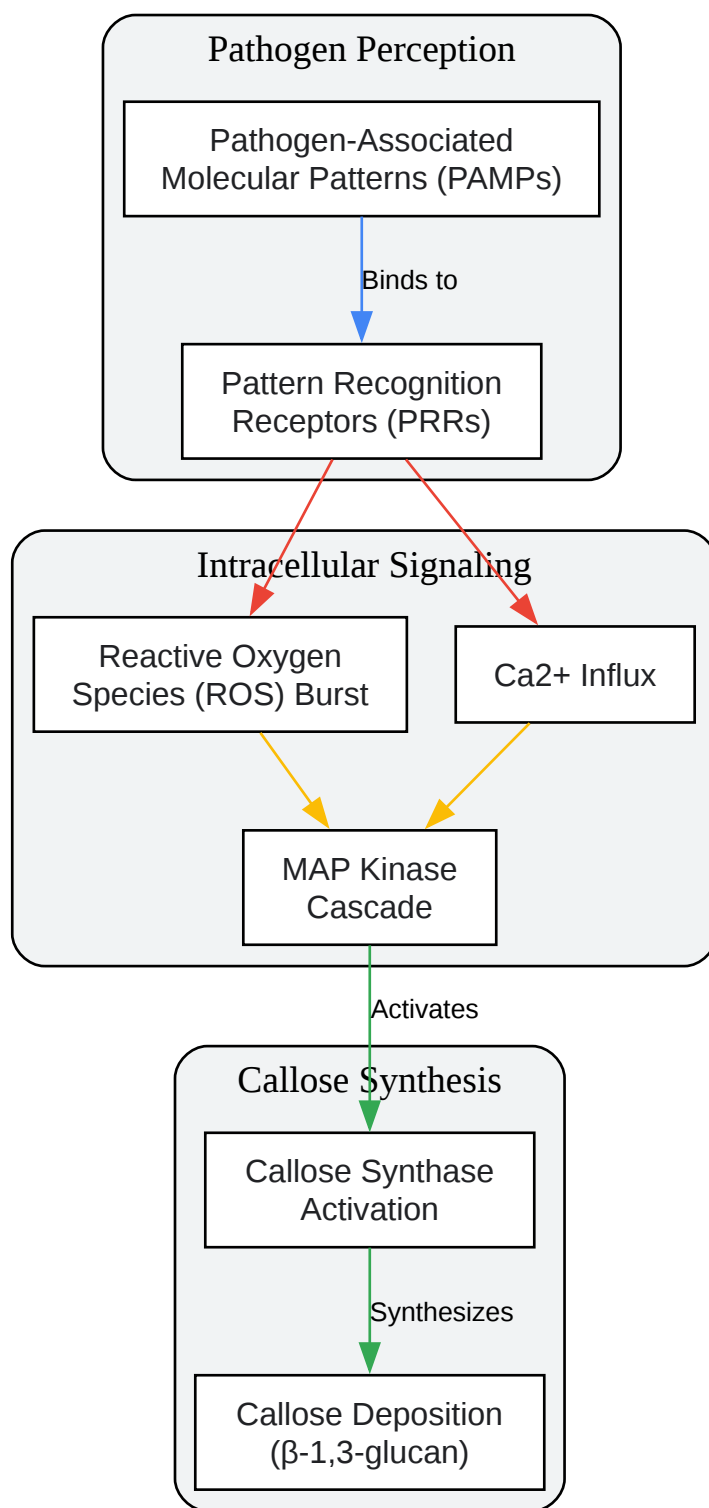 Pathogen Perception
Pathogen-Associated
Molecular Patterns (PAMPs)
Binds to
Pattern Recognition
Receptors (PRRs)
Intracellular Signaling
Reactive Oxygen
Species (ROS) Burst
Ca2+ Influx
MAP Kinase
Cascade
Activates
Callose Synthesis
Callose Synthase
Activation
Synthesizes
Callose Deposition
(β-1,3-glucan)